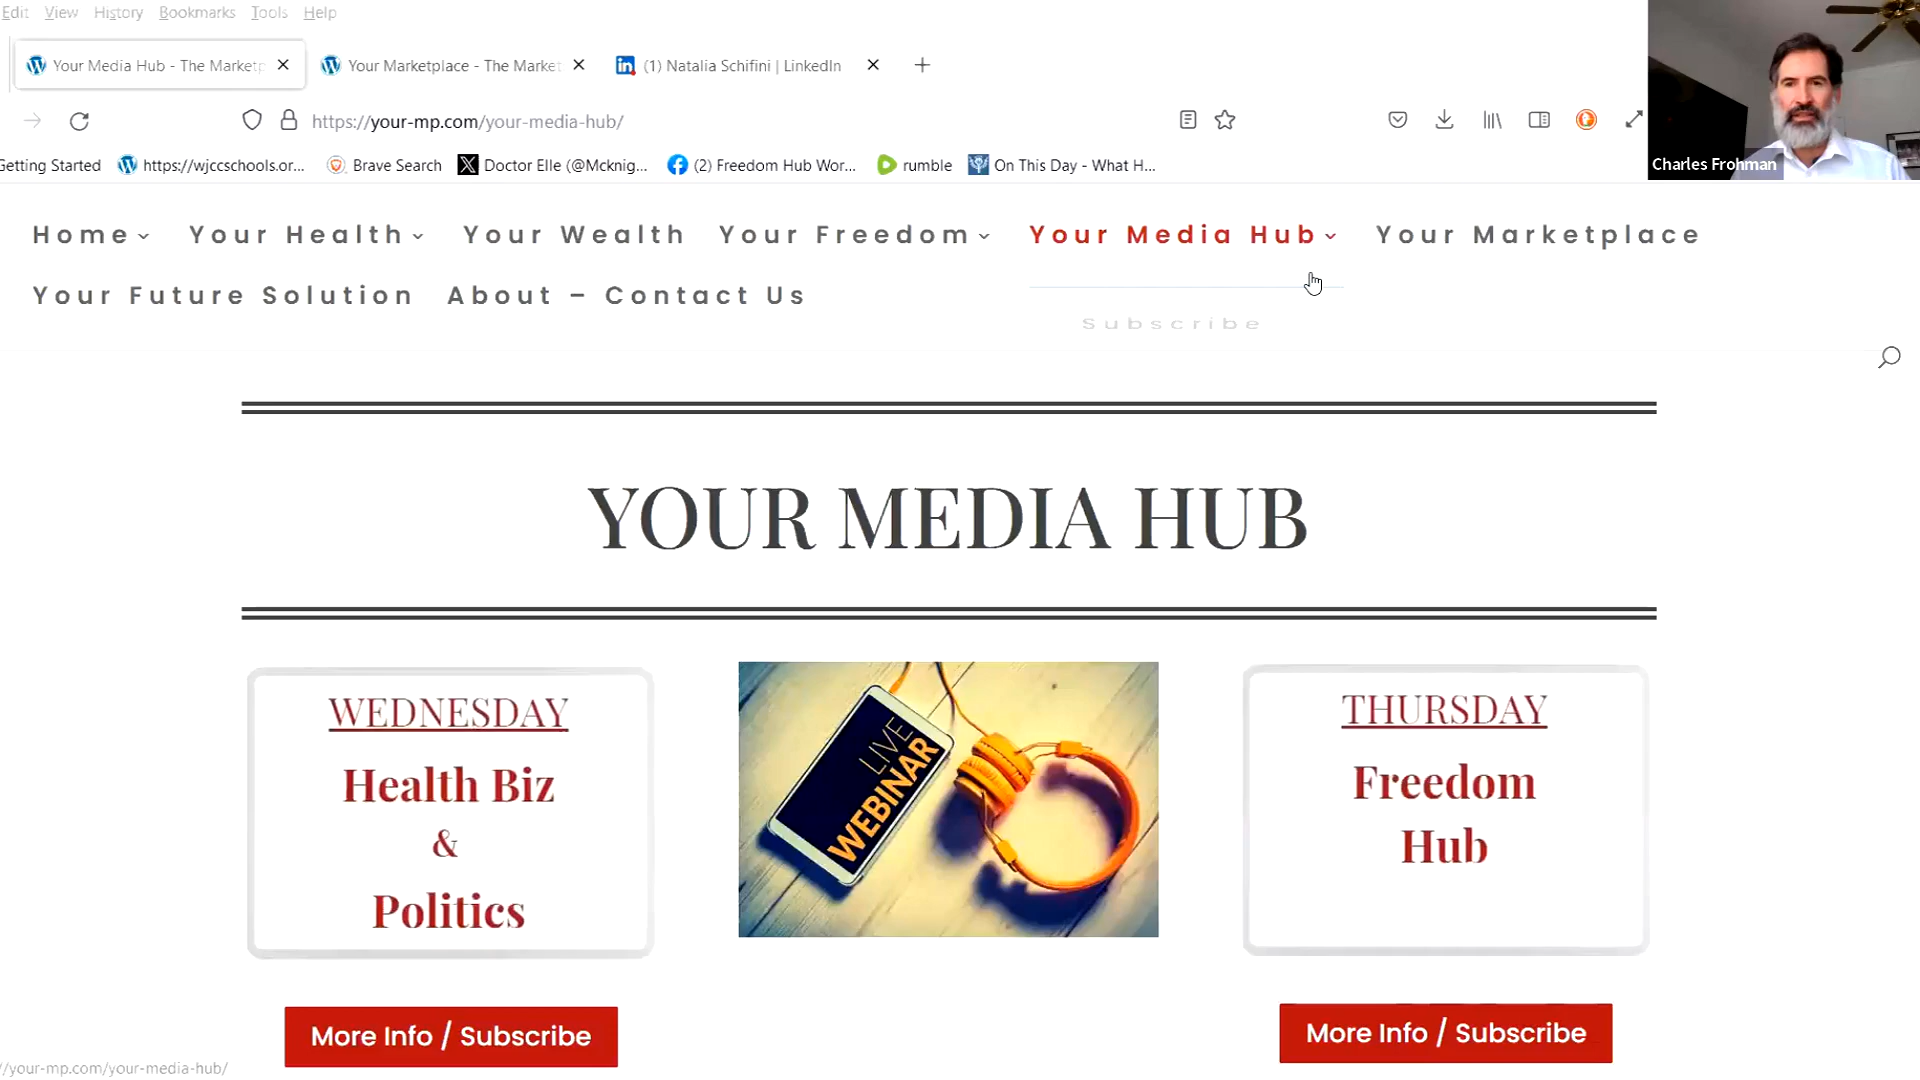 Edit View History Bookmarks Tools Help
Your Media Hub - The Marketp
Your Marketplace - The Market
(1) Natalia Schifini | LinkedIn
https://your-mp.com/your-media-hub/
Getting Started
https://wjccschools.or...
Brave Search
Doctor Elle (@Mcknig...
(2) Freedom Hub Wor...
rumble
On This Day - What H...
Charles Frohman
Home
Your Health
Your Wealth
Your Freedom
Your Media Hub
Your Marketplace
Your Future Solution
About – Contact Us
Subscribe
YOUR MEDIA HUB
WEDNESDAY
Health Biz
&
Politics
LIVE
WEBINAR
THURSDAY
Freedom
Hub
More Info / Subscribe
More Info / Subscribe
//your-mp.com/your-media-hub/